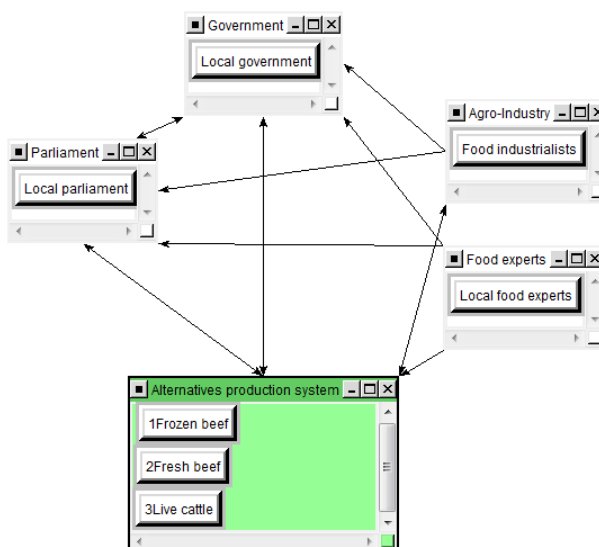 Government
Local government
Agro-Industry
Food industrialists
Parliament
Local parliament
Food experts
Local food experts
Alternatives production system
1Frozen beef
2Fresh beef
3Live cattle